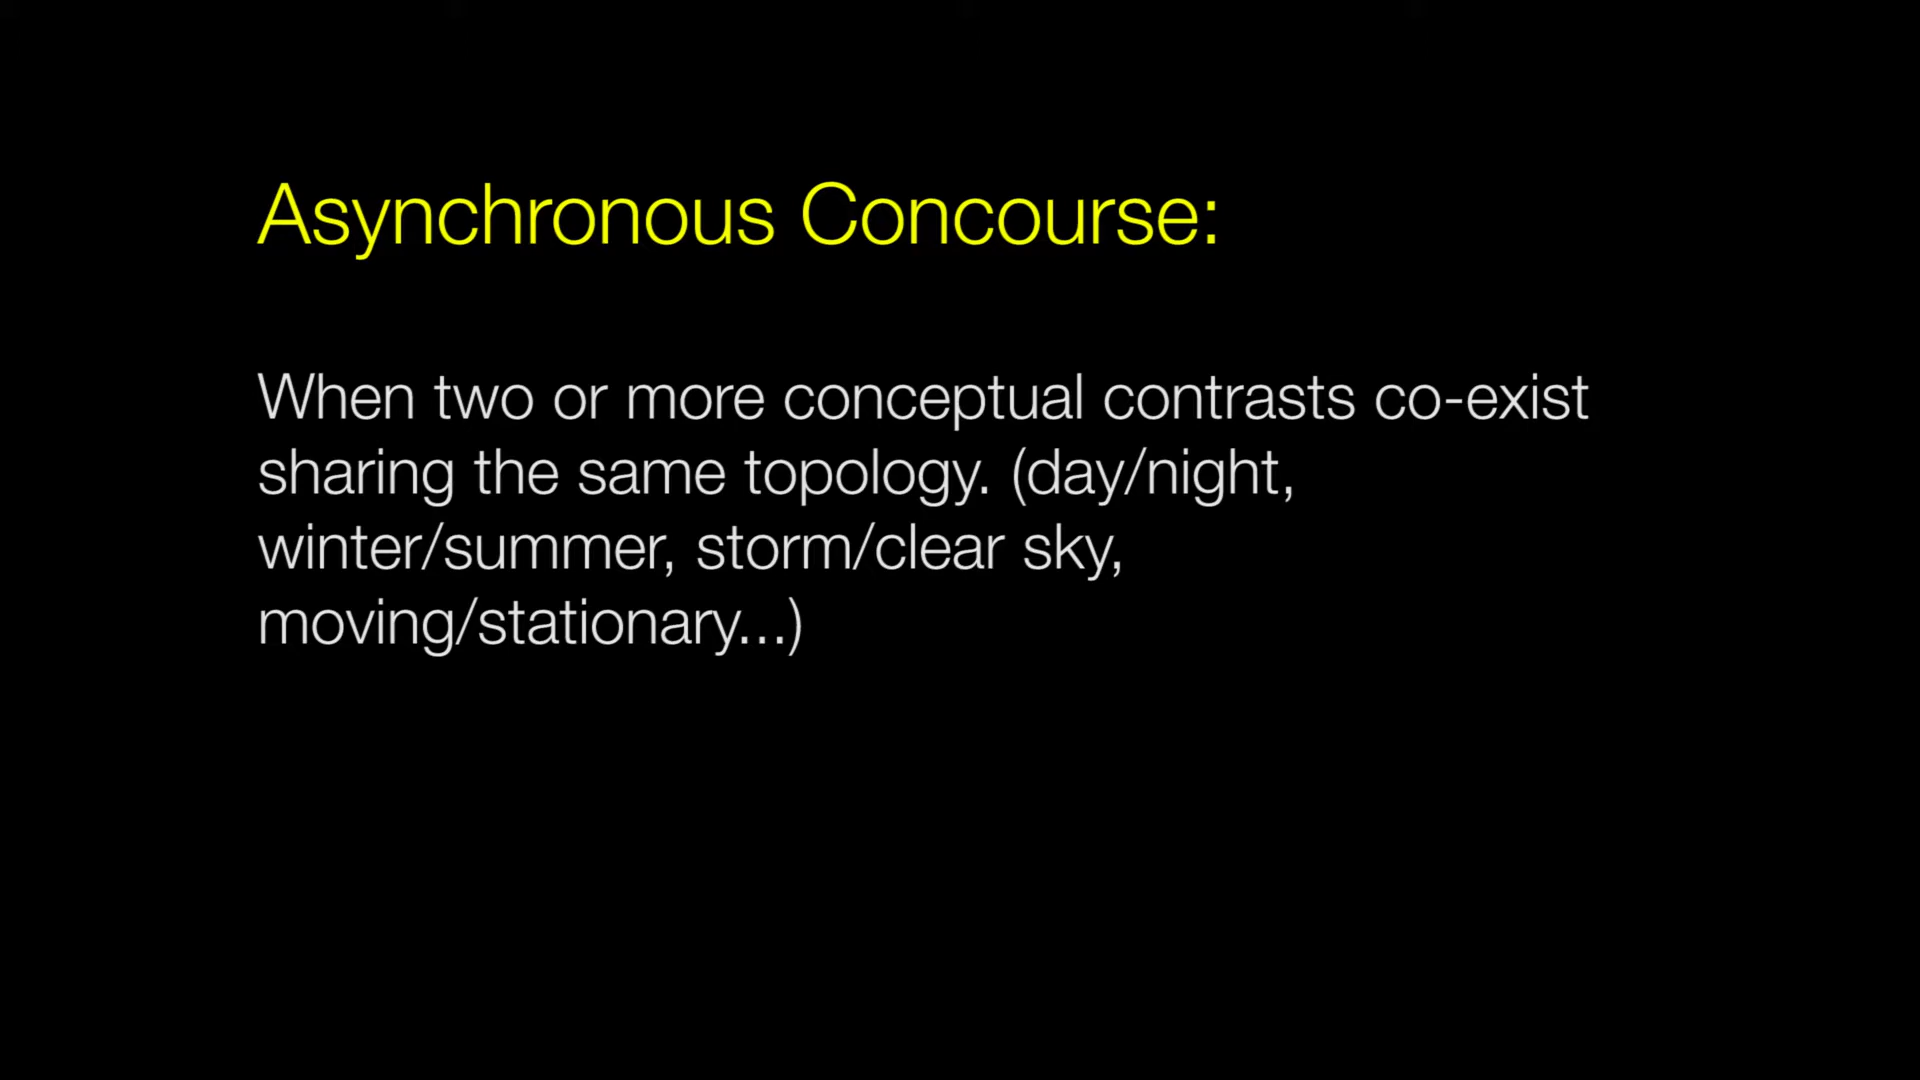 Asynchronous Concourse:
When two or more conceptual contrasts co-exist
sharing the same topology. (day/night,
winter/summer, storm/clear sky,
moving/stationary...)